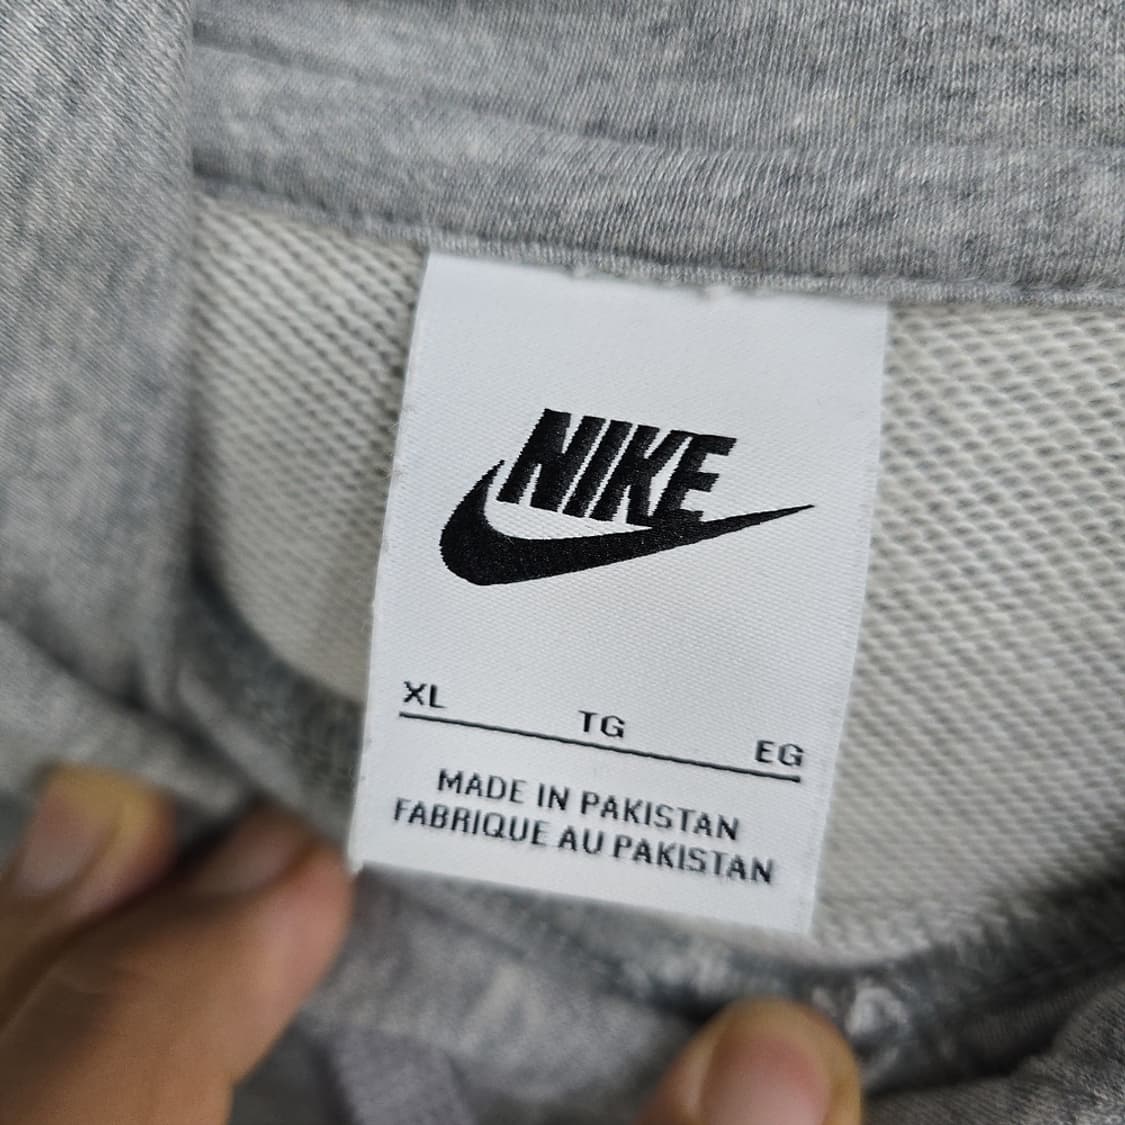 NIKE
XL TG EG
MADE IN PAKISTAN
FABRIQUE AU PAKISTAN